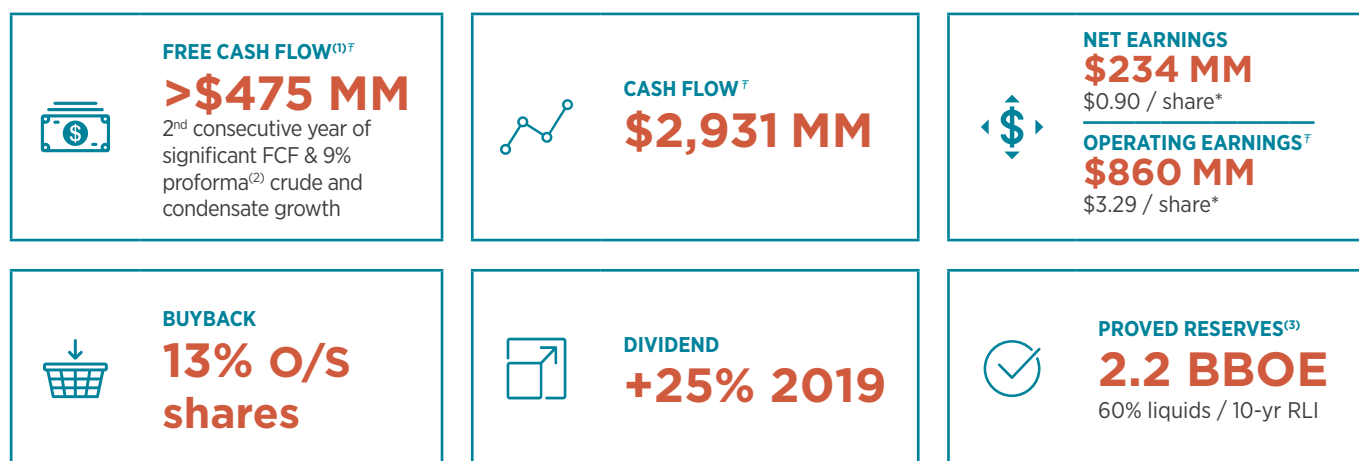 FREE CASH FLOW(1)Ŧ
>$475 MM
2nd consecutive year of
significant FCF & 9%
proforma(2) crude and
condensate growth
CASH FLOWŦ
$2,931 MM
NET EARNINGS
$234 MM
$0.90 / share*
OPERATING EARNINGSŦ
$860 MM
$3.29 / share*
BUYBACK
13% O/S
shares
DIVIDEND
+25% 2019
PROVED RESERVES(3)
2.2 BBOE
60% liquids / 10-yr RLI